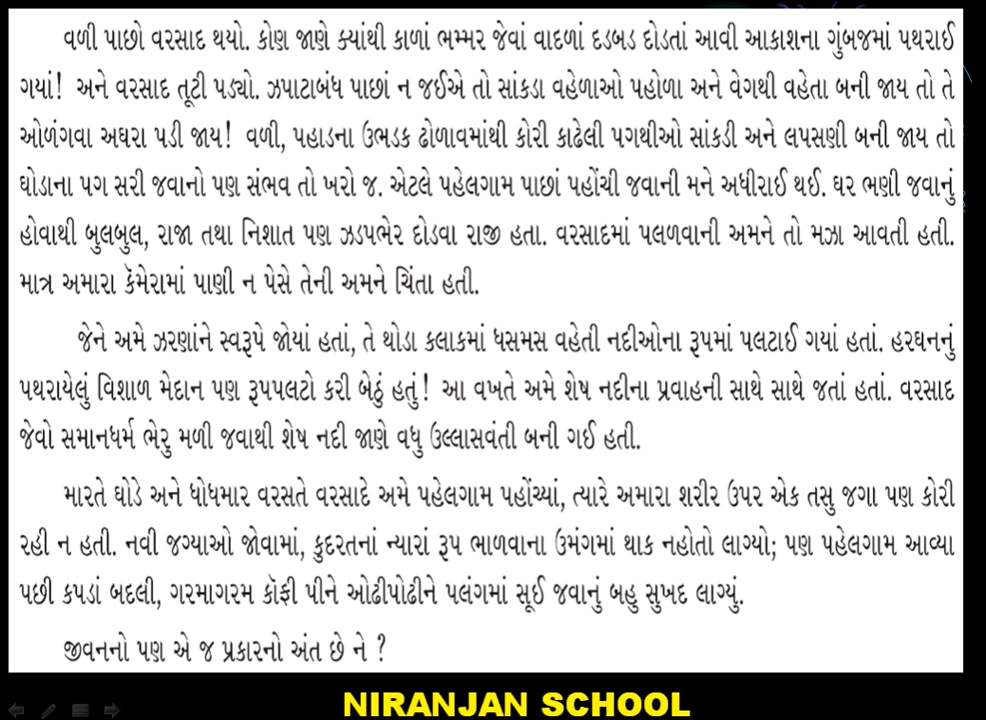 વળી પાછો વરસાદ થયો. કોણ જાણે ક્યાંથી કાળાં ભમ્મર જેવાં વાદળાં દડબડ દોડતાં આવી આકાશના ગુંબજમાં પથરાઈ
ગયાં! અને વરસાદ તૂટી પડ્યો. ઝપાટાબંધ પાછાં ન જઈએ તો સાંકડા વહેળાઓ પહોળા અને વેગથી વહેતા બની જાય તો તે
ઓળંગવા અઘરા પડી જાય! વળી, પહાડના ઉભડક ઢોળાવમાંથી કોરી કાઢેલી પગથીઓ સાંકડી અને લપસણી બની જાય તો
ઘોડાના પગ સરી જવાનો પણ સંભવ તો ખરો જ. એટલે પહેલગામ પાછાં પહોંચી જવાની મને અધીરાઈ થઈ. ઘર ભણી જવાનું
હોવાથી બુલબુલ, રાજા તથા નિશાત પણ ઝડપભેર દોડવા રાજી હતા. વરસાદમાં પલળવાની અમને તો મઝા આવતી હતી.
માત્ર અમારા કૅમેરામાં પાણી ન પેસે તેની અમને ચિંતા હતી.
જેને અમે ઝરણાંને સ્વરૂપે જોયાં હતાં, તે થોડા કલાકમાં ધસમસ વહેતી નદીઓના રૂપમાં પલટાઈ ગયાં હતાં. હરઘનનું
પથરાયેલું વિશાળ મેદાન પણ રૂપપલટો કરી બેઠું હતું! આ વખતે અમે શેષ નદીના પ્રવાહની સાથે સાથે જતાં હતાં. વરસાદ
જેવો સમાનધર્મ ભેરુ મળી જવાથી શેષ નદી જાણે વધુ ઉલ્લાસવંતી બની ગઈ હતી.
મારતે ઘોડે અને ધોધમાર વરસતે વરસાદે અમે પહેલગામ પહોંચ્યાં, ત્યારે અમારા શરીર ઉપર એક તસુ જગા પણ કોરી
રહી ન હતી. નવી જગ્યાઓ જોવામાં, કુદરતનાં ન્યારાં રૂપ ભાળવાના ઉમંગમાં થાક નહોતો લાગ્યો; પણ પહેલગામ આવ્યા
પછી કપડાં બદલી, ગરમાગરમ કૉફી પીને ઓઢીપોઢીને પલંગમાં સૂઈ જવાનું બહુ સુખદ લાગ્યું.
જીવનનો પણ એ જ પ્રકારનો અંત છે ને ?
NIRANJAN SCHOOL